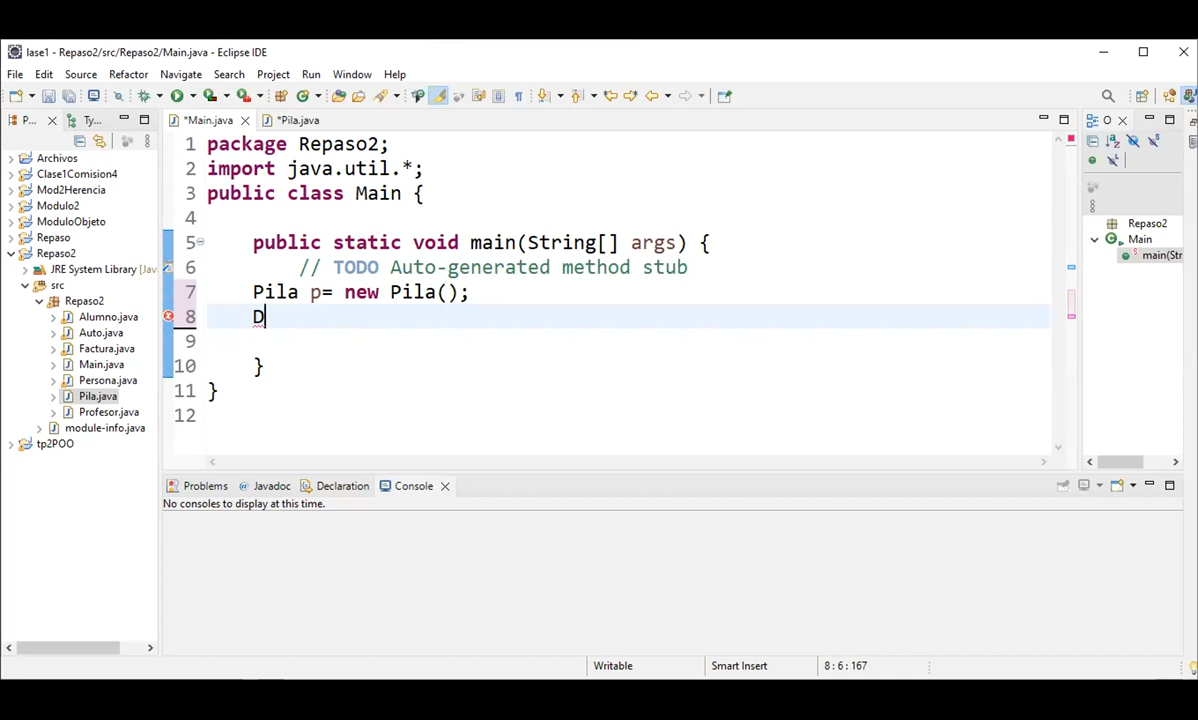 lase1 - Repaso2/src/Repaso2/Main.java - Eclipse IDE
File Edit Source Refactor Navigate Search Project Run Window Help
P... Ty... *Main.java *Pila.java O
Archivos
Clase1Comision4
Mod2Herencia
Modulo2
ModuloObjeto
Repaso
Repaso2
JRE System Library [Jav
src
Repaso2
Alumno.java
Auto.java
Factura.java
Main.java
Persona.java
Pila.java
Profesor.java
module-info.java
tp2POO
1 package Repaso2;
2 import java.util.*;
3 public class Main {
4
5 public static void main(String[] args) {
6 // TODO Auto-generated method stub
7 Pila p= new Pila();
8 D
9
10 }
11 }
12
Repaso2
Main
main(Str
Problems @ Javadoc Declaration Console
No consoles to display at this time.
Writable Smart Insert 8 : 6 : 167